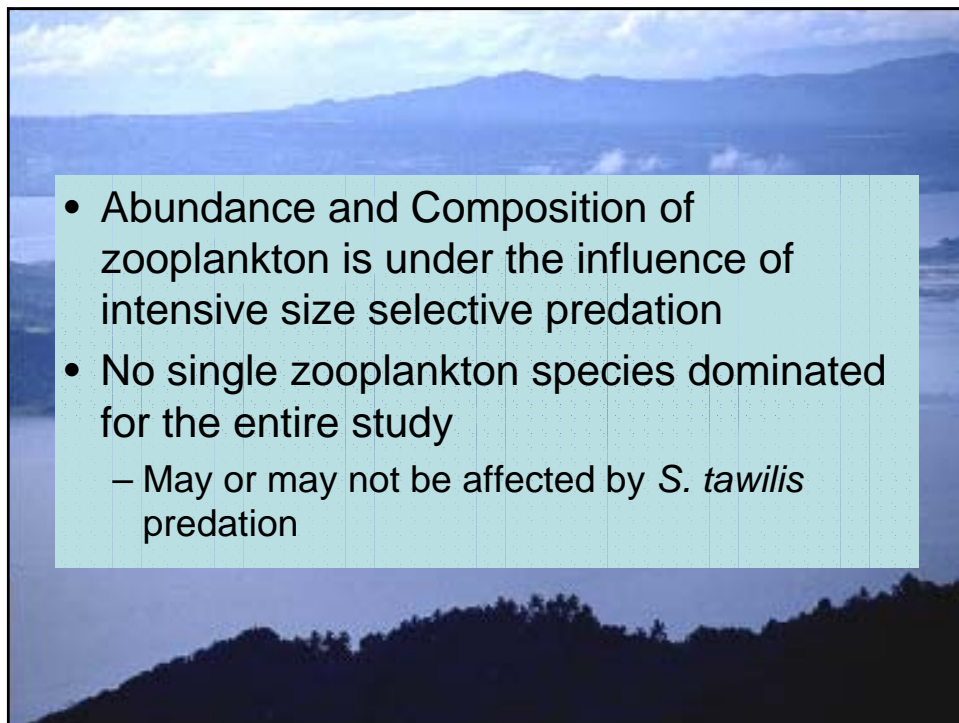 • Abundance and Composition of
zooplankton is under the influence of
intensive size selective predation
• No single zooplankton species dominated
for the entire study
– May or may not be affected by S. tawilis
predation